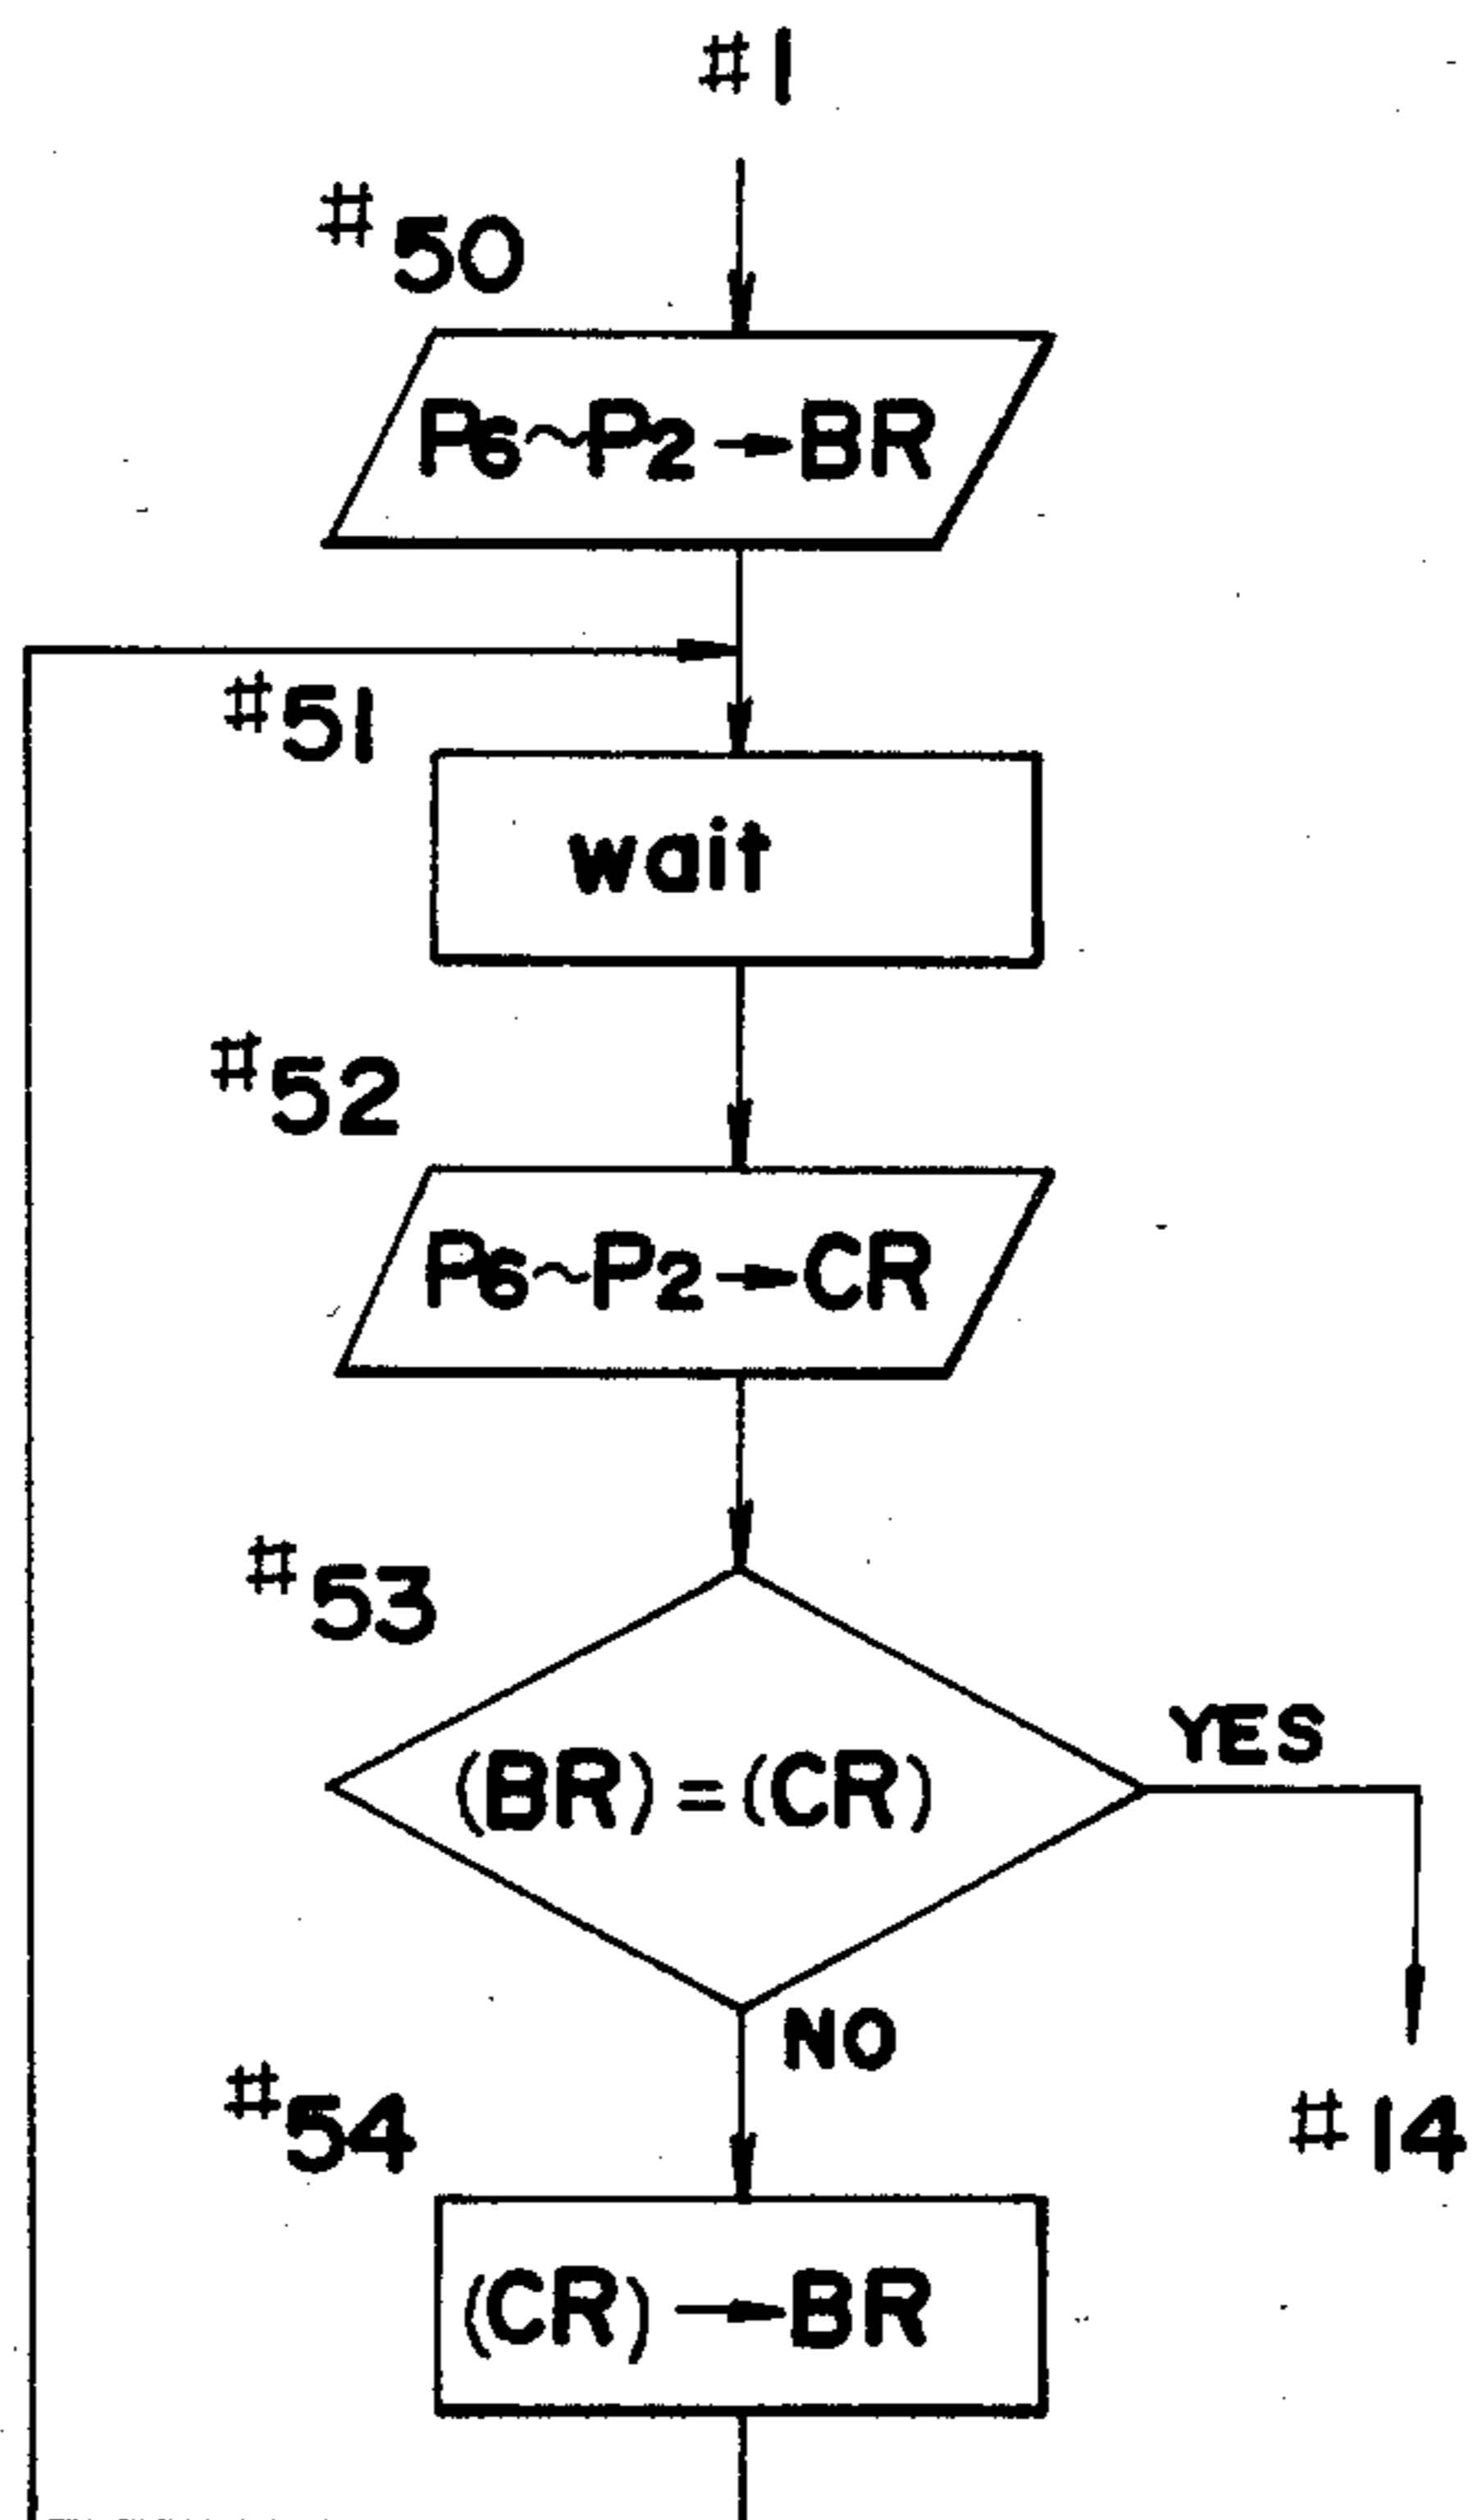 #1
#50
P6~P2→BR
#51
wait
#52
P6~P2→CR
#53
(BR)=(CR)
YES
NO
#54
#14
(CR)→BR